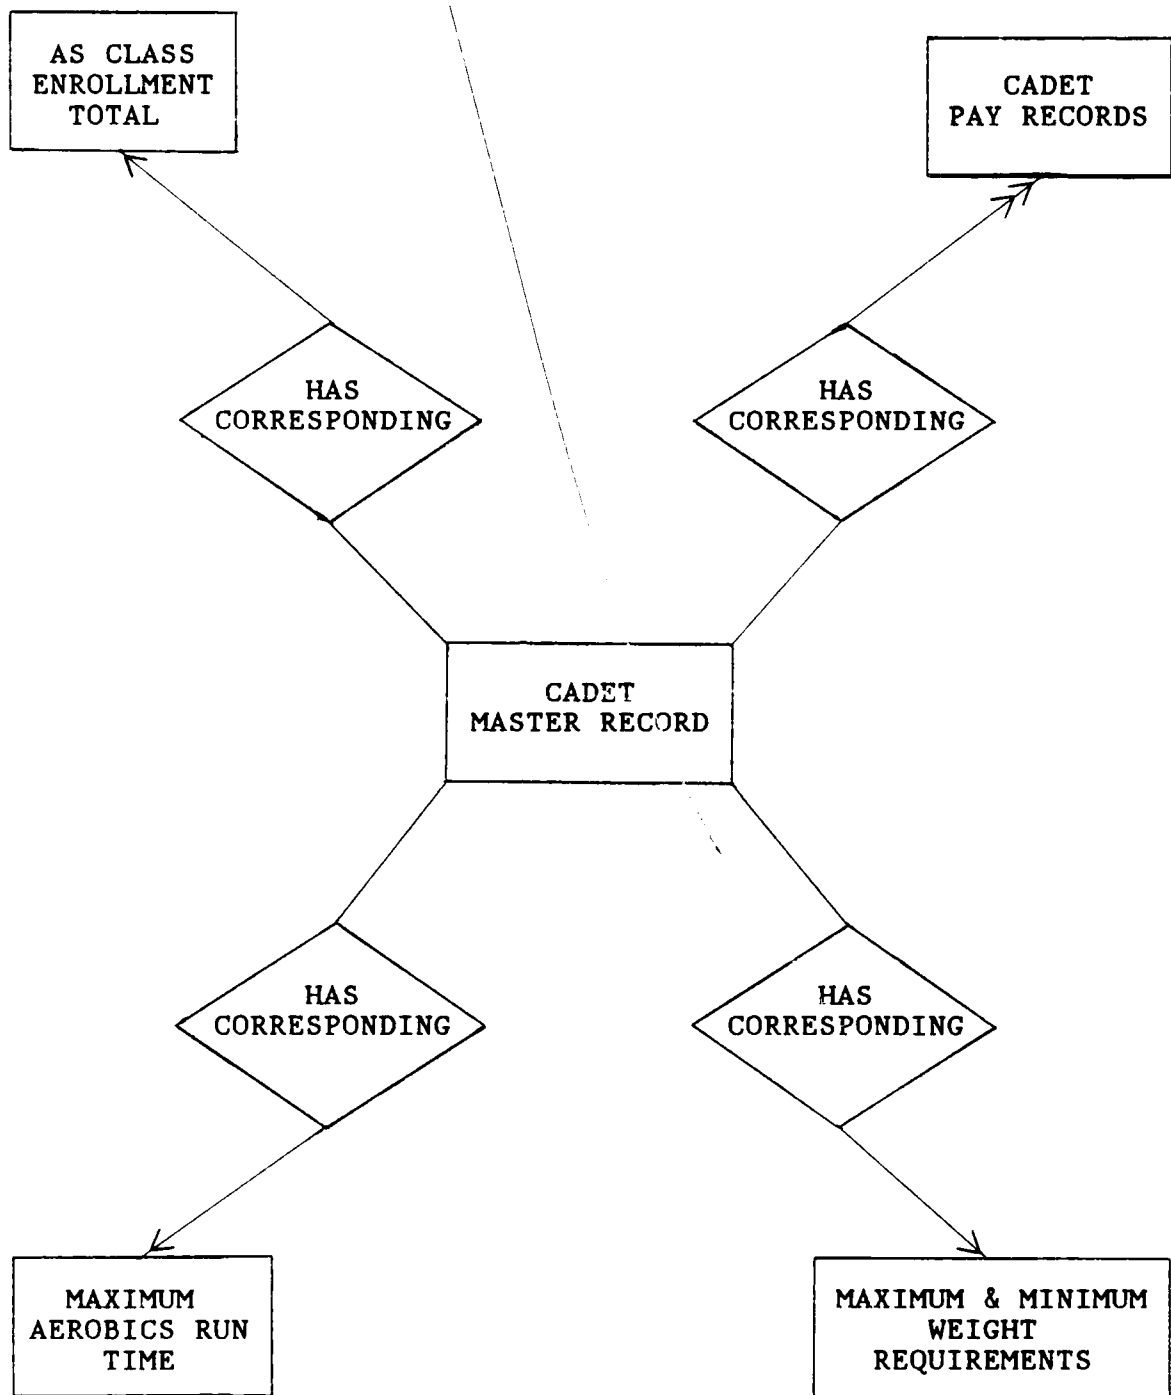 AS CLASS
ENROLLMENT
TOTAL
CADET
PAY RECORDS
HAS
CORRESPONDING
HAS
CORRESPONDING
CADET
MASTER RECORD
HAS
CORRESPONDING
HAS
CORRESPONDING
MAXIMUM
AEROBICS RUN
TIME
MAXIMUM & MINIMUM
WEIGHT
REQUIREMENTS